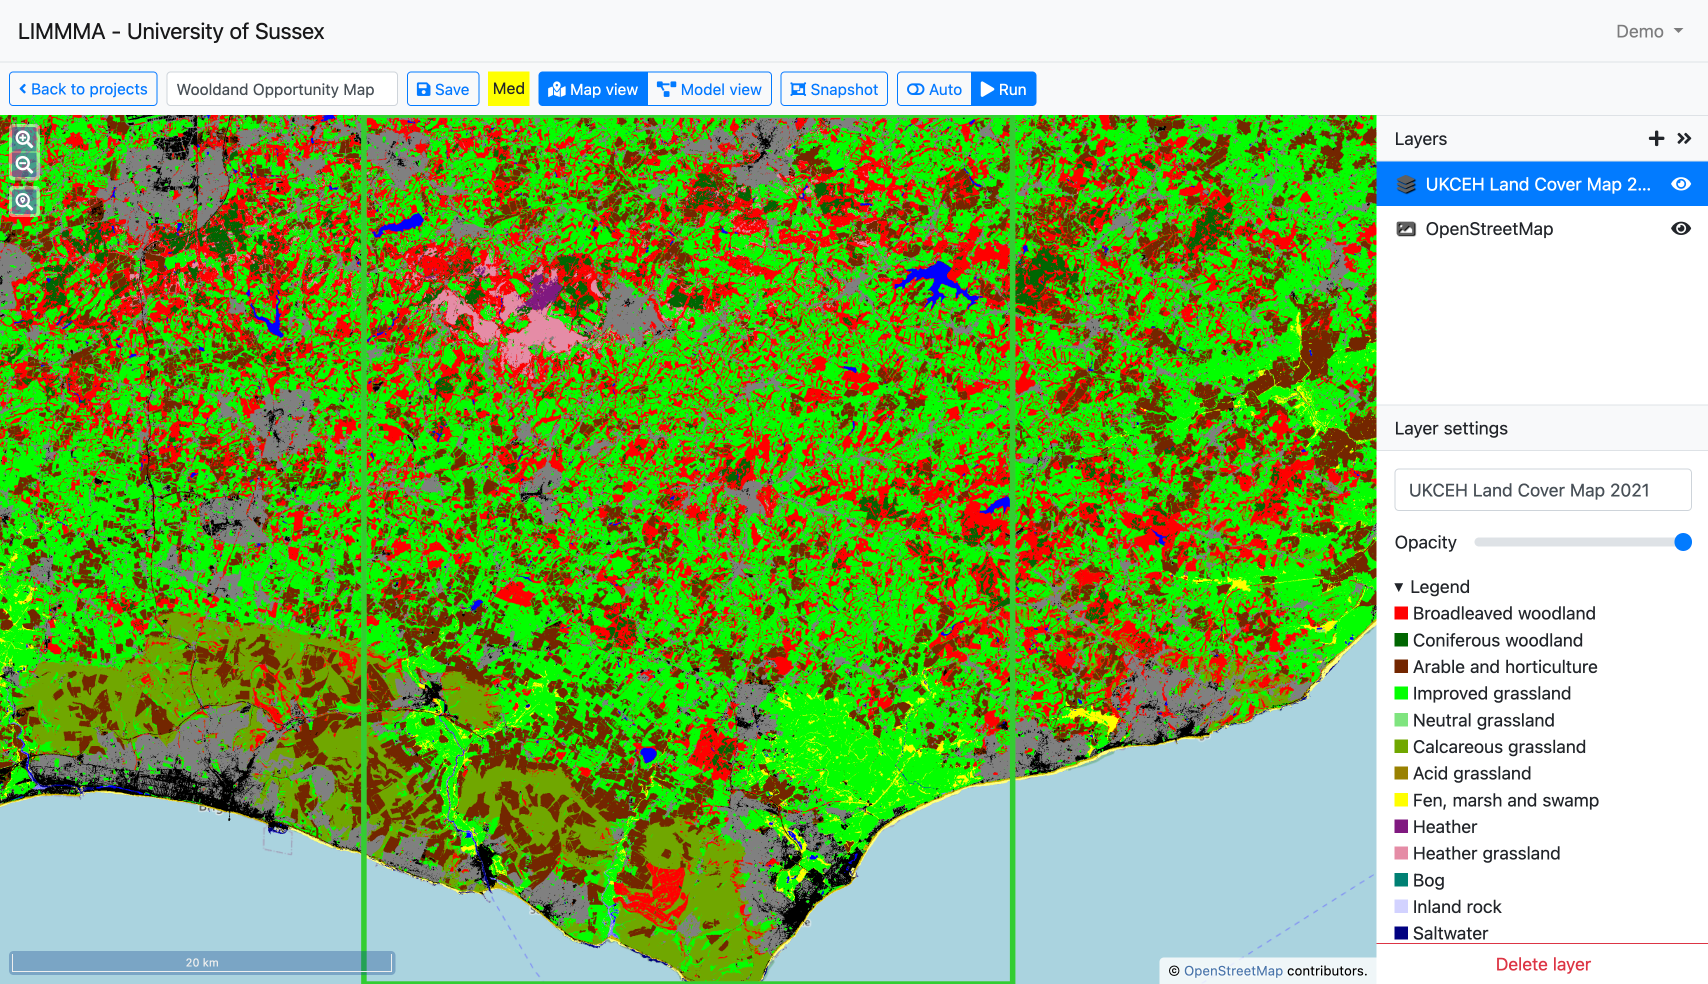 LIMMMA - University of Sussex
Demo
Back to projects
Wooldand Opportunity Map
Save
Med
Map view
Model view
Snapshot
Auto
Run
Layers
UKCEH Land Cover Map 2...
OpenStreetMap
Layer settings
UKCEH Land Cover Map 2021
Opacity
Legend
Broadleaved woodland
Coniferous woodland
Arable and horticulture
Improved grassland
Neutral grassland
Calcareous grassland
Acid grassland
Fen, marsh and swamp
Heather
Heather grassland
Bog
Inland rock
Saltwater
Delete layer
20 km
© OpenStreetMap contributors.